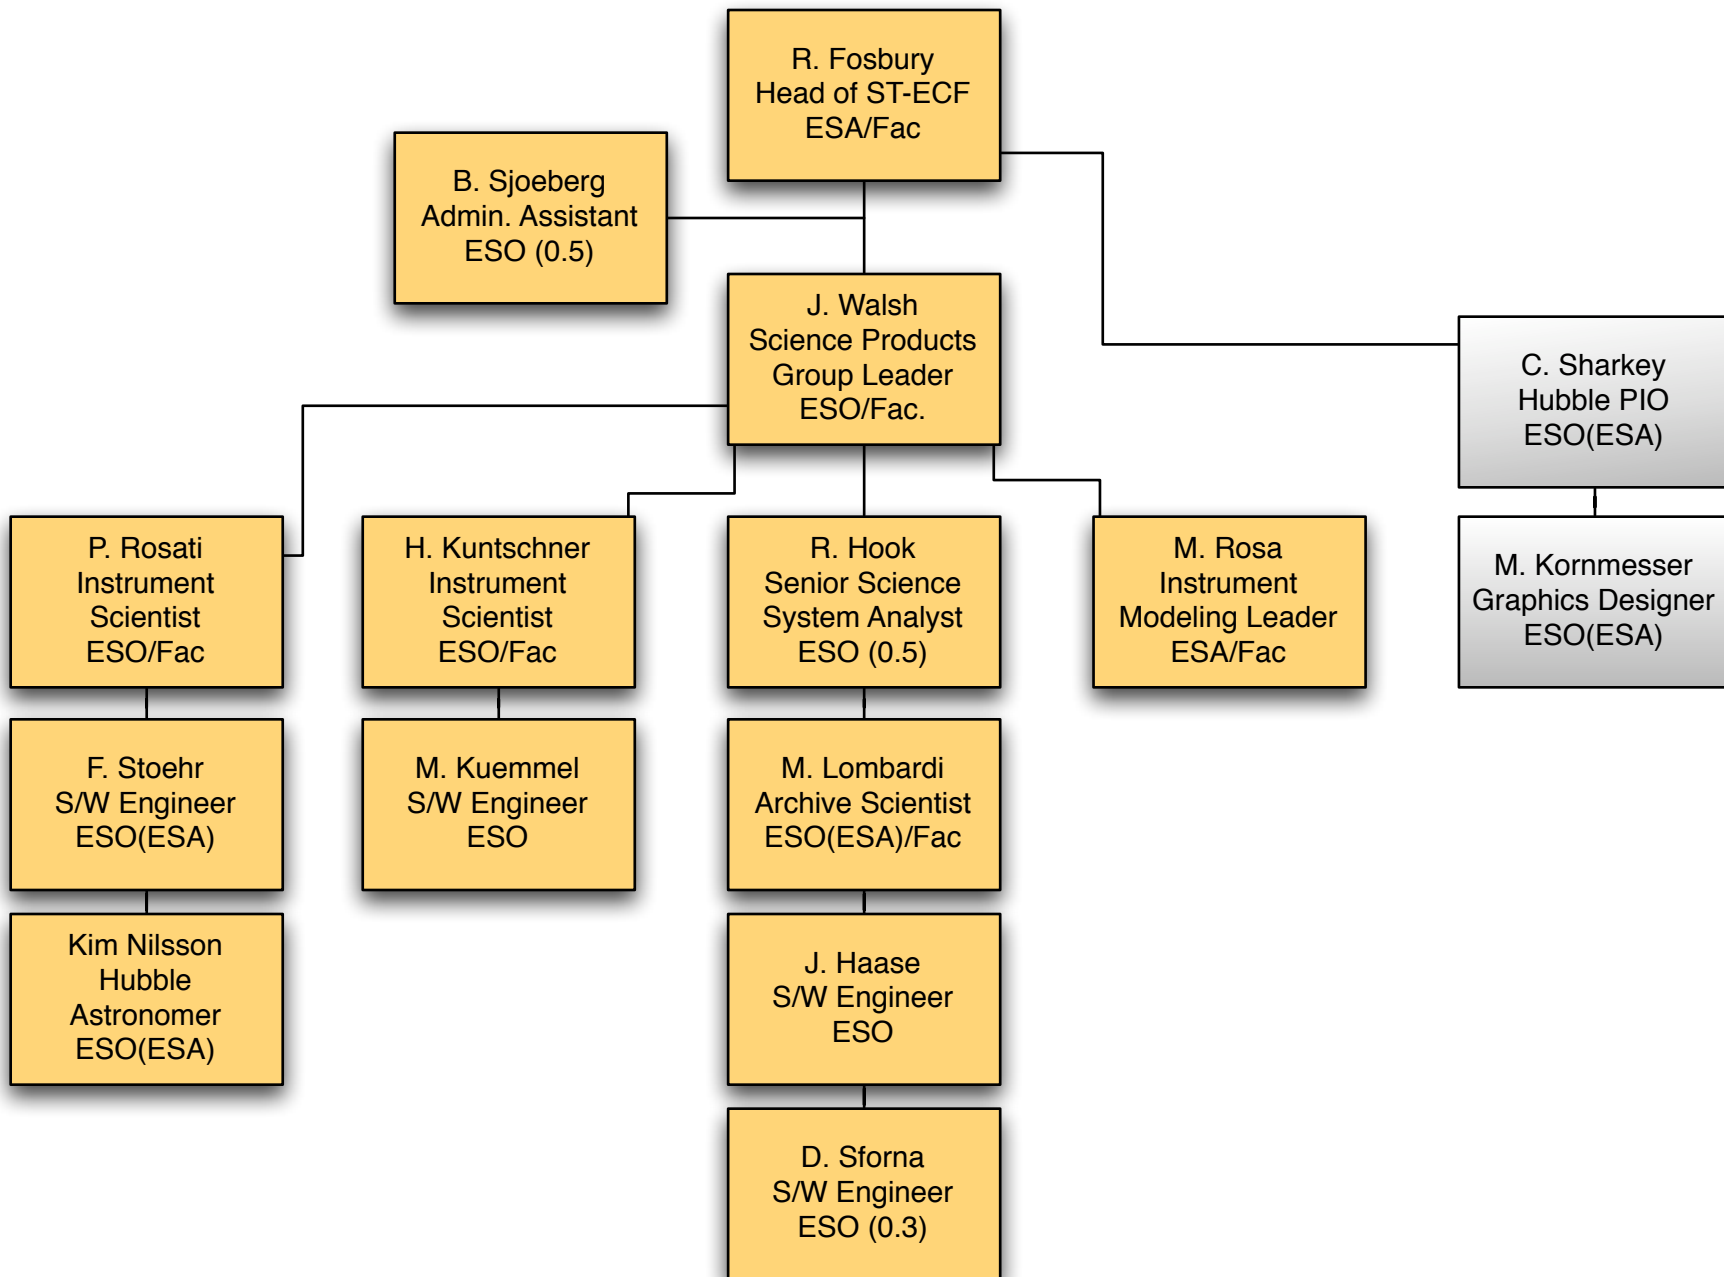 R. Fosbury
Head of ST-ECF
ESA/Fac
B. Sjoeberg
Admin. Assistant
ESO (0.5)
J. Walsh
Science Products
Group Leader
ESO/Fac.
C. Sharkey
Hubble PIO
ESO(ESA)
P. Rosati
Instrument
Scientist
ESO/Fac
H. Kuntschner
Instrument
Scientist
ESO/Fac
R. Hook
Senior Science
System Analyst
ESO (0.5)
M. Rosa
Instrument
Modeling Leader
ESA/Fac
M. Kornmesser
Graphics Designer
ESO(ESA)
F. Stoehr
S/W Engineer
ESO(ESA)
M. Kuemmel
S/W Engineer
ESO
M. Lombardi
Archive Scientist
ESO(ESA)/Fac
Kim Nilsson
Hubble
Astronomer
ESO(ESA)
J. Haase
S/W Engineer
ESO
D. Sforna
S/W Engineer
ESO (0.3)